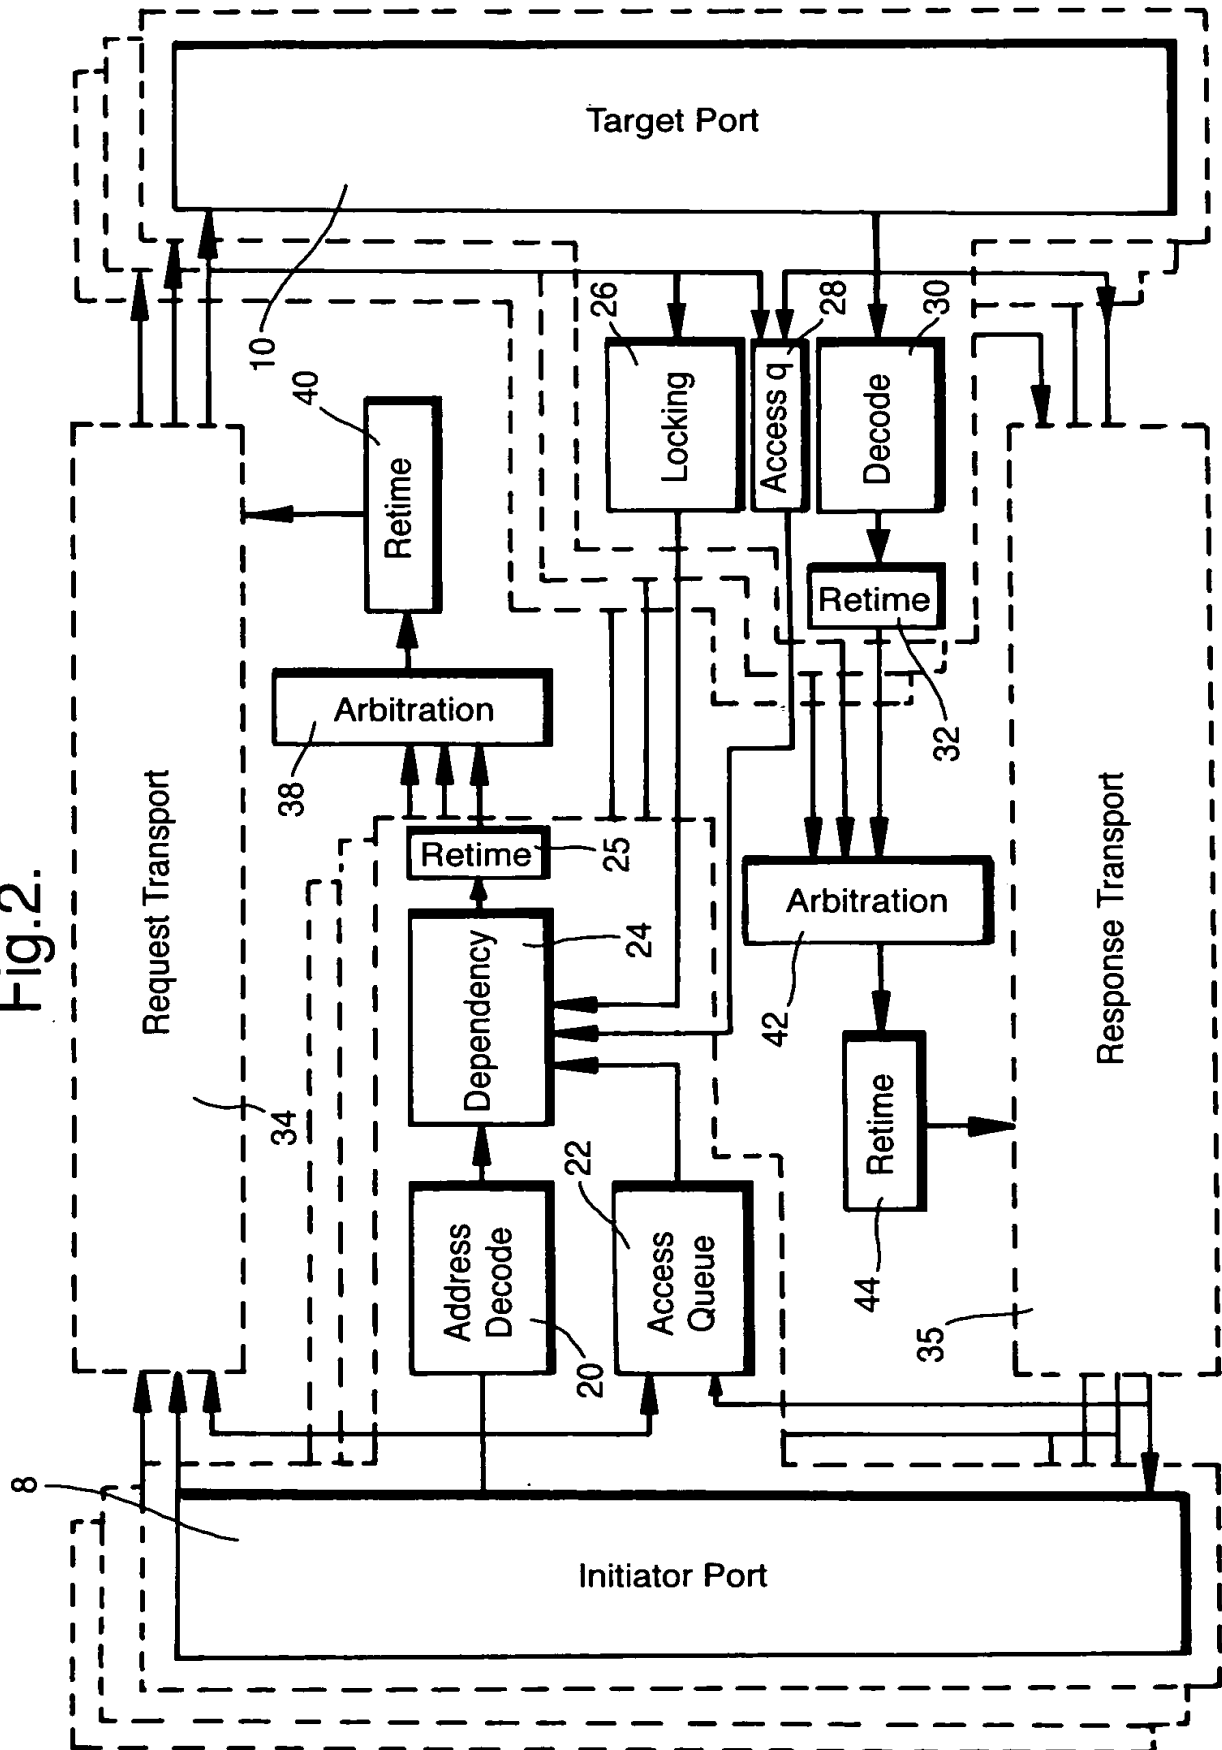 Fig.2.
Target Port
10
Request Transport
34
40
Retime
Arbitration
38
26
Locking
28
Access q
30
Decode
Retime
32
Retime
25
Dependency
24
Arbitration
42
Response Transport
35
Address
Decode
20
22
Access
Queue
Retime
44
8
Initiator Port